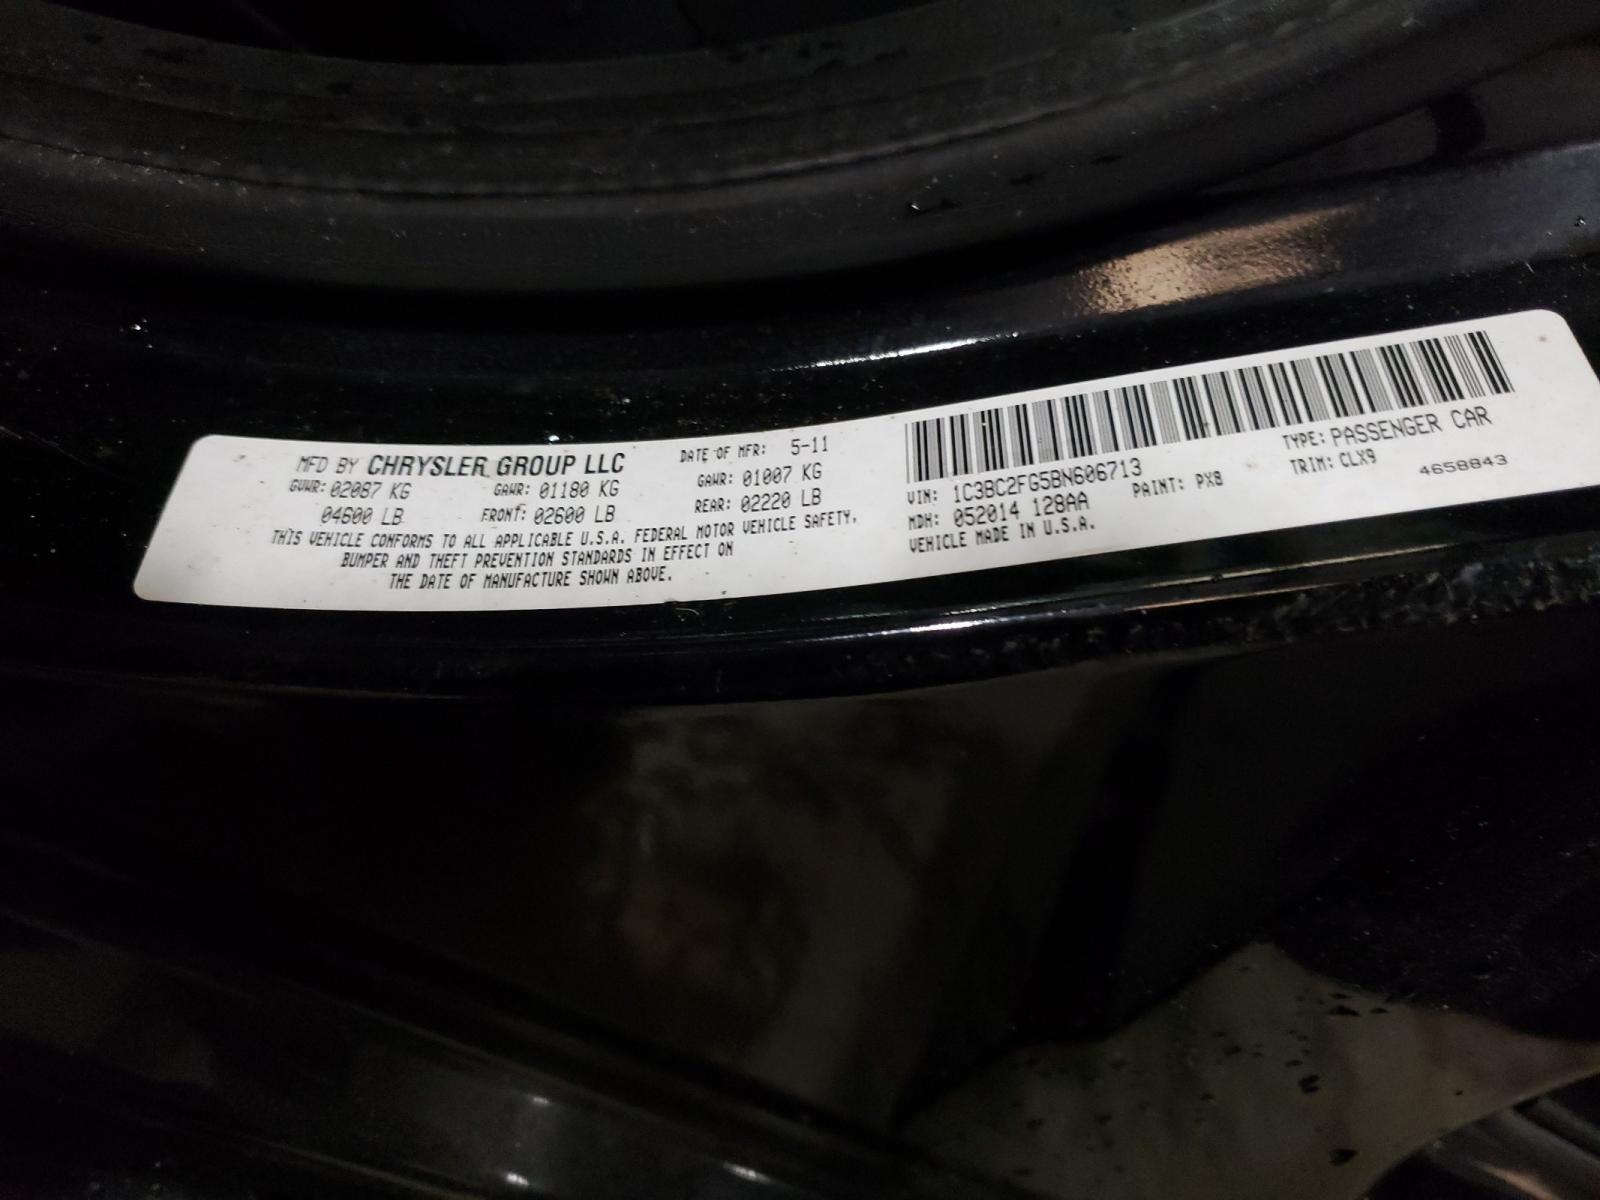 MFD BY CHRYSLER GROUP LLC
DATE OF MFR: 5-11
GVWR: 02087 KG GAWR: 01180 KG GAWR: 01007 KG
04600 LB FRONT: 02600 LB REAR: 02220 LB
THIS VEHICLE CONFORMS TO ALL APPLICABLE U.S.A. FEDERAL MOTOR VEHICLE SAFETY,
BUMPER AND THEFT PREVENTION STANDARDS IN EFFECT ON
THE DATE OF MANUFACTURE SHOWN ABOVE.
VIN: 1C3BC2FG5BN606713 TYPE: PASSENGER CAR
MDH: 052014 128AA PAINT: PX8 TRIM: CLX9 4658843
VEHICLE MADE IN U.S.A.